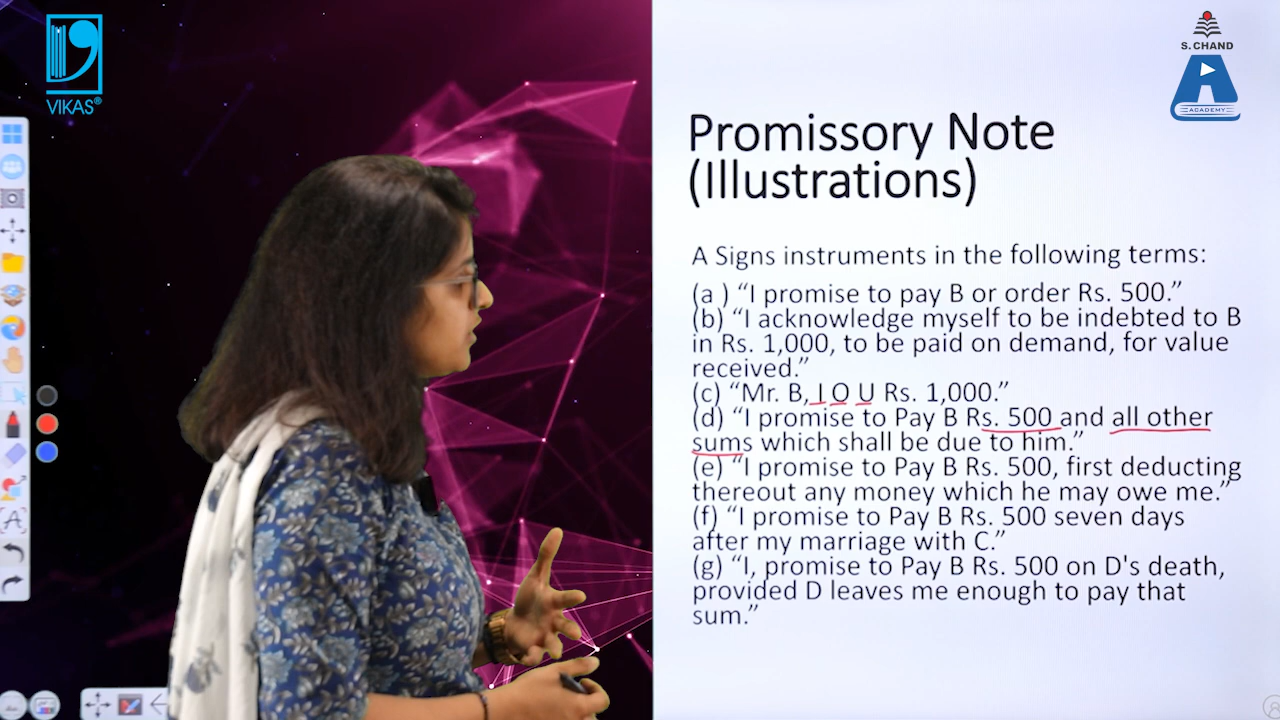 VIKAS®
S. CHAND
ACADEMY
Promissory Note
(Illustrations)
A Signs instruments in the following terms:
(a ) “I promise to pay B or order Rs. 500.”
(b) “I acknowledge myself to be indebted to B
in Rs. 1,000, to be paid on demand, for value
received.”
(c) “Mr. B, I O U Rs. 1,000.”
(d) “I promise to Pay B Rs. 500 and all other
sums which shall be due to him.”
(e) “I promise to Pay B Rs. 500, first deducting
thereout any money which he may owe me.”
(f) “I promise to Pay B Rs. 500 seven days
after my marriage with C.”
(g) “I, promise to Pay B Rs. 500 on D's death,
provided D leaves me enough to pay that
sum.”